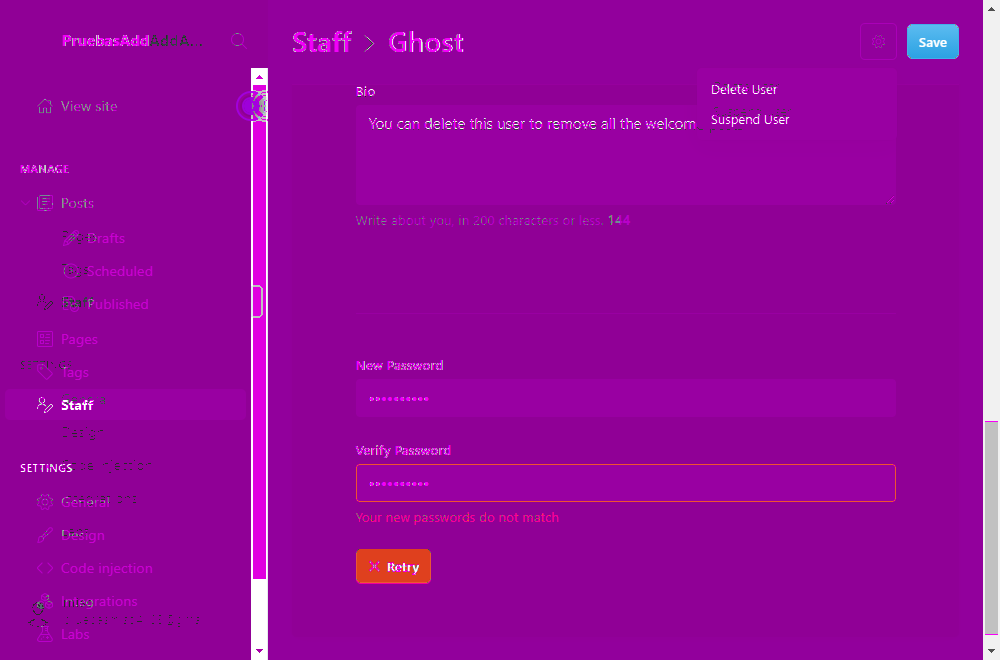 PruebasAdd
Staff > Ghost
Save
View site
Bio
Delete User
You can delete this user to remove all the welcom
Suspend User
MANAGE
Posts
Write about you, in 200 characters or less. 144
Drafts
Scheduled
Published
Pages
Tags
New Password
Staff
Verify Password
SETTINGS
General
Your new passwords do not match
Design
Code injection
Retry
Integrations
Labs